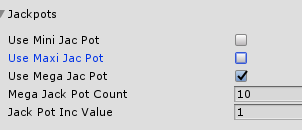 Jackpots
Use Mini Jac Pot
Use Maxi Jac Pot
Use Mega Jac Pot
Mega Jack Pot Count 10
Jack Pot Inc Value 1